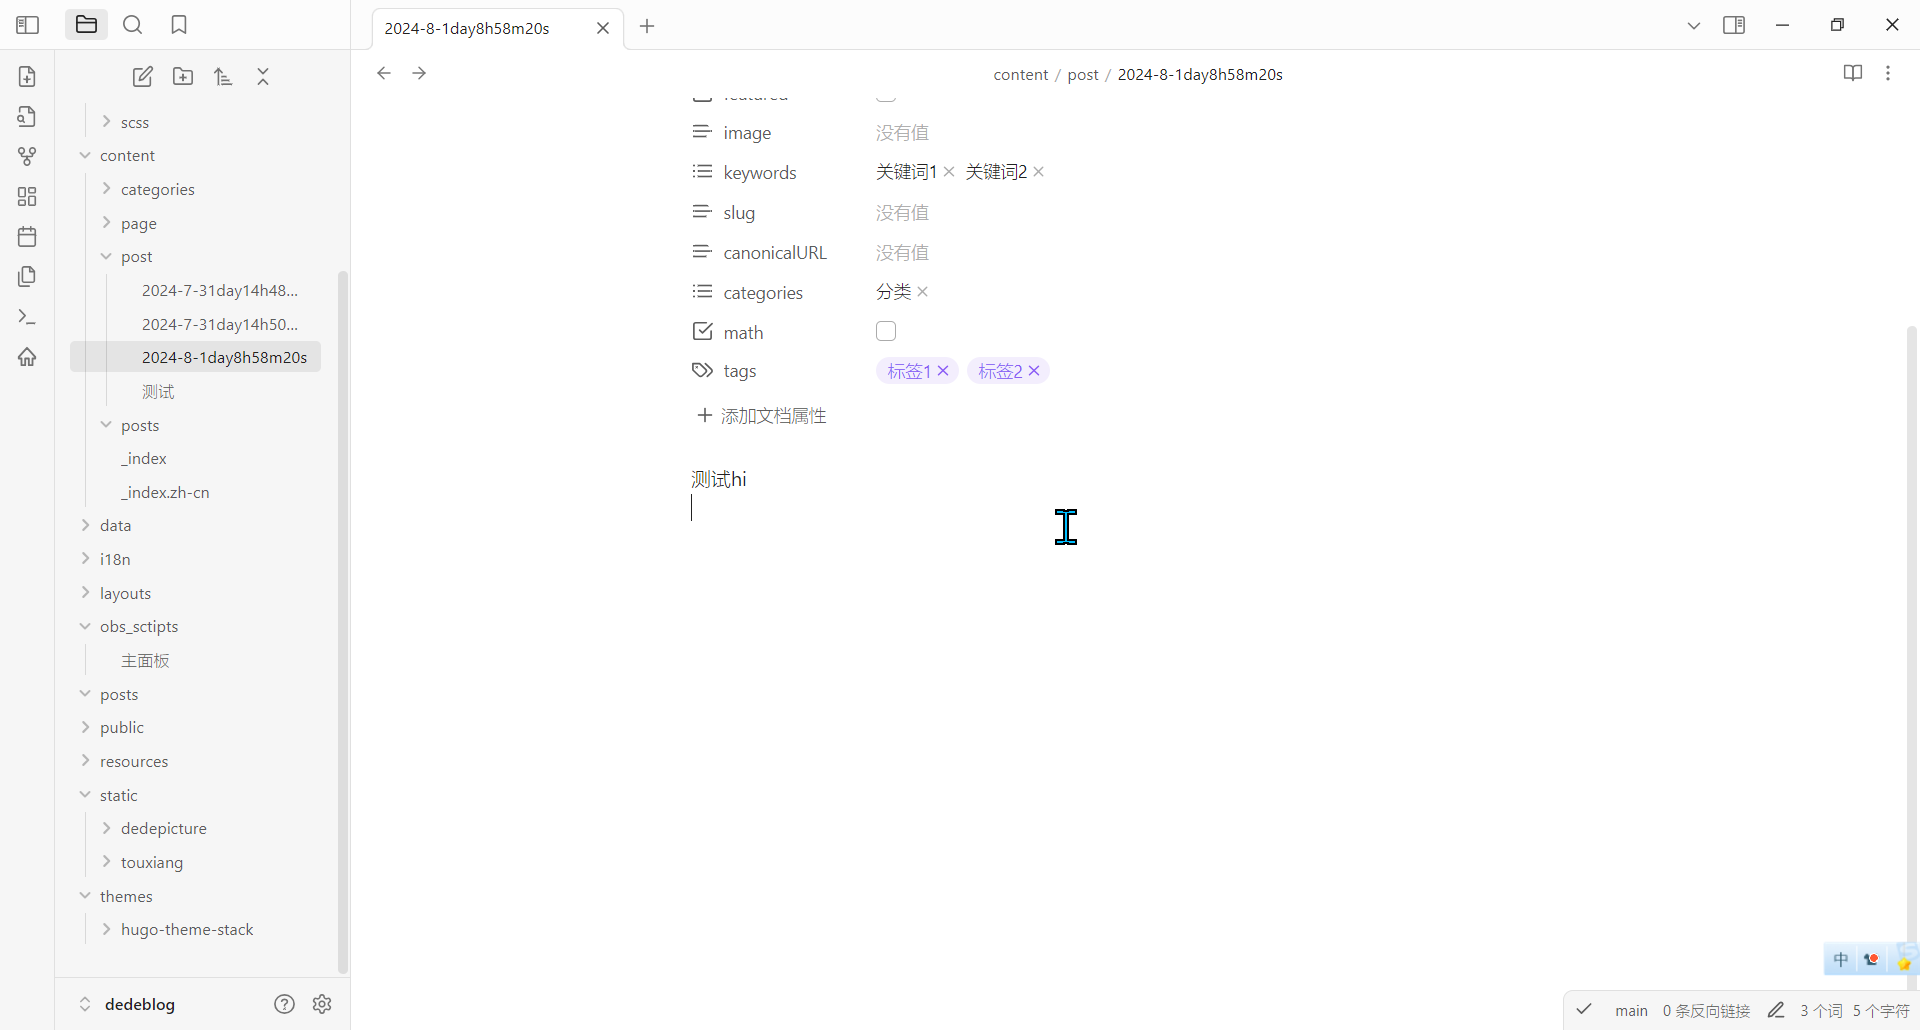 2024-8-1day8h58m20s
content / post / 2024-8-1day8h58m20s
scss
content
categories
page
post
2024-7-31day14h48...
2024-7-31day14h50...
2024-8-1day8h58m20s
测试
posts
_index
_index.zh-cn
data
i18n
layouts
obs_sctipts
主面板
posts
public
resources
static
dedepicture
touxiang
themes
hugo-theme-stack
dedeblog
featured
image 没有值
keywords 关键词1 关键词2
slug 没有值
canonicalURL 没有值
categories 分类
math
tags 标签1 标签2
添加文档属性
测试hi
中
main 0 条反向链接 3 个词 5 个字符